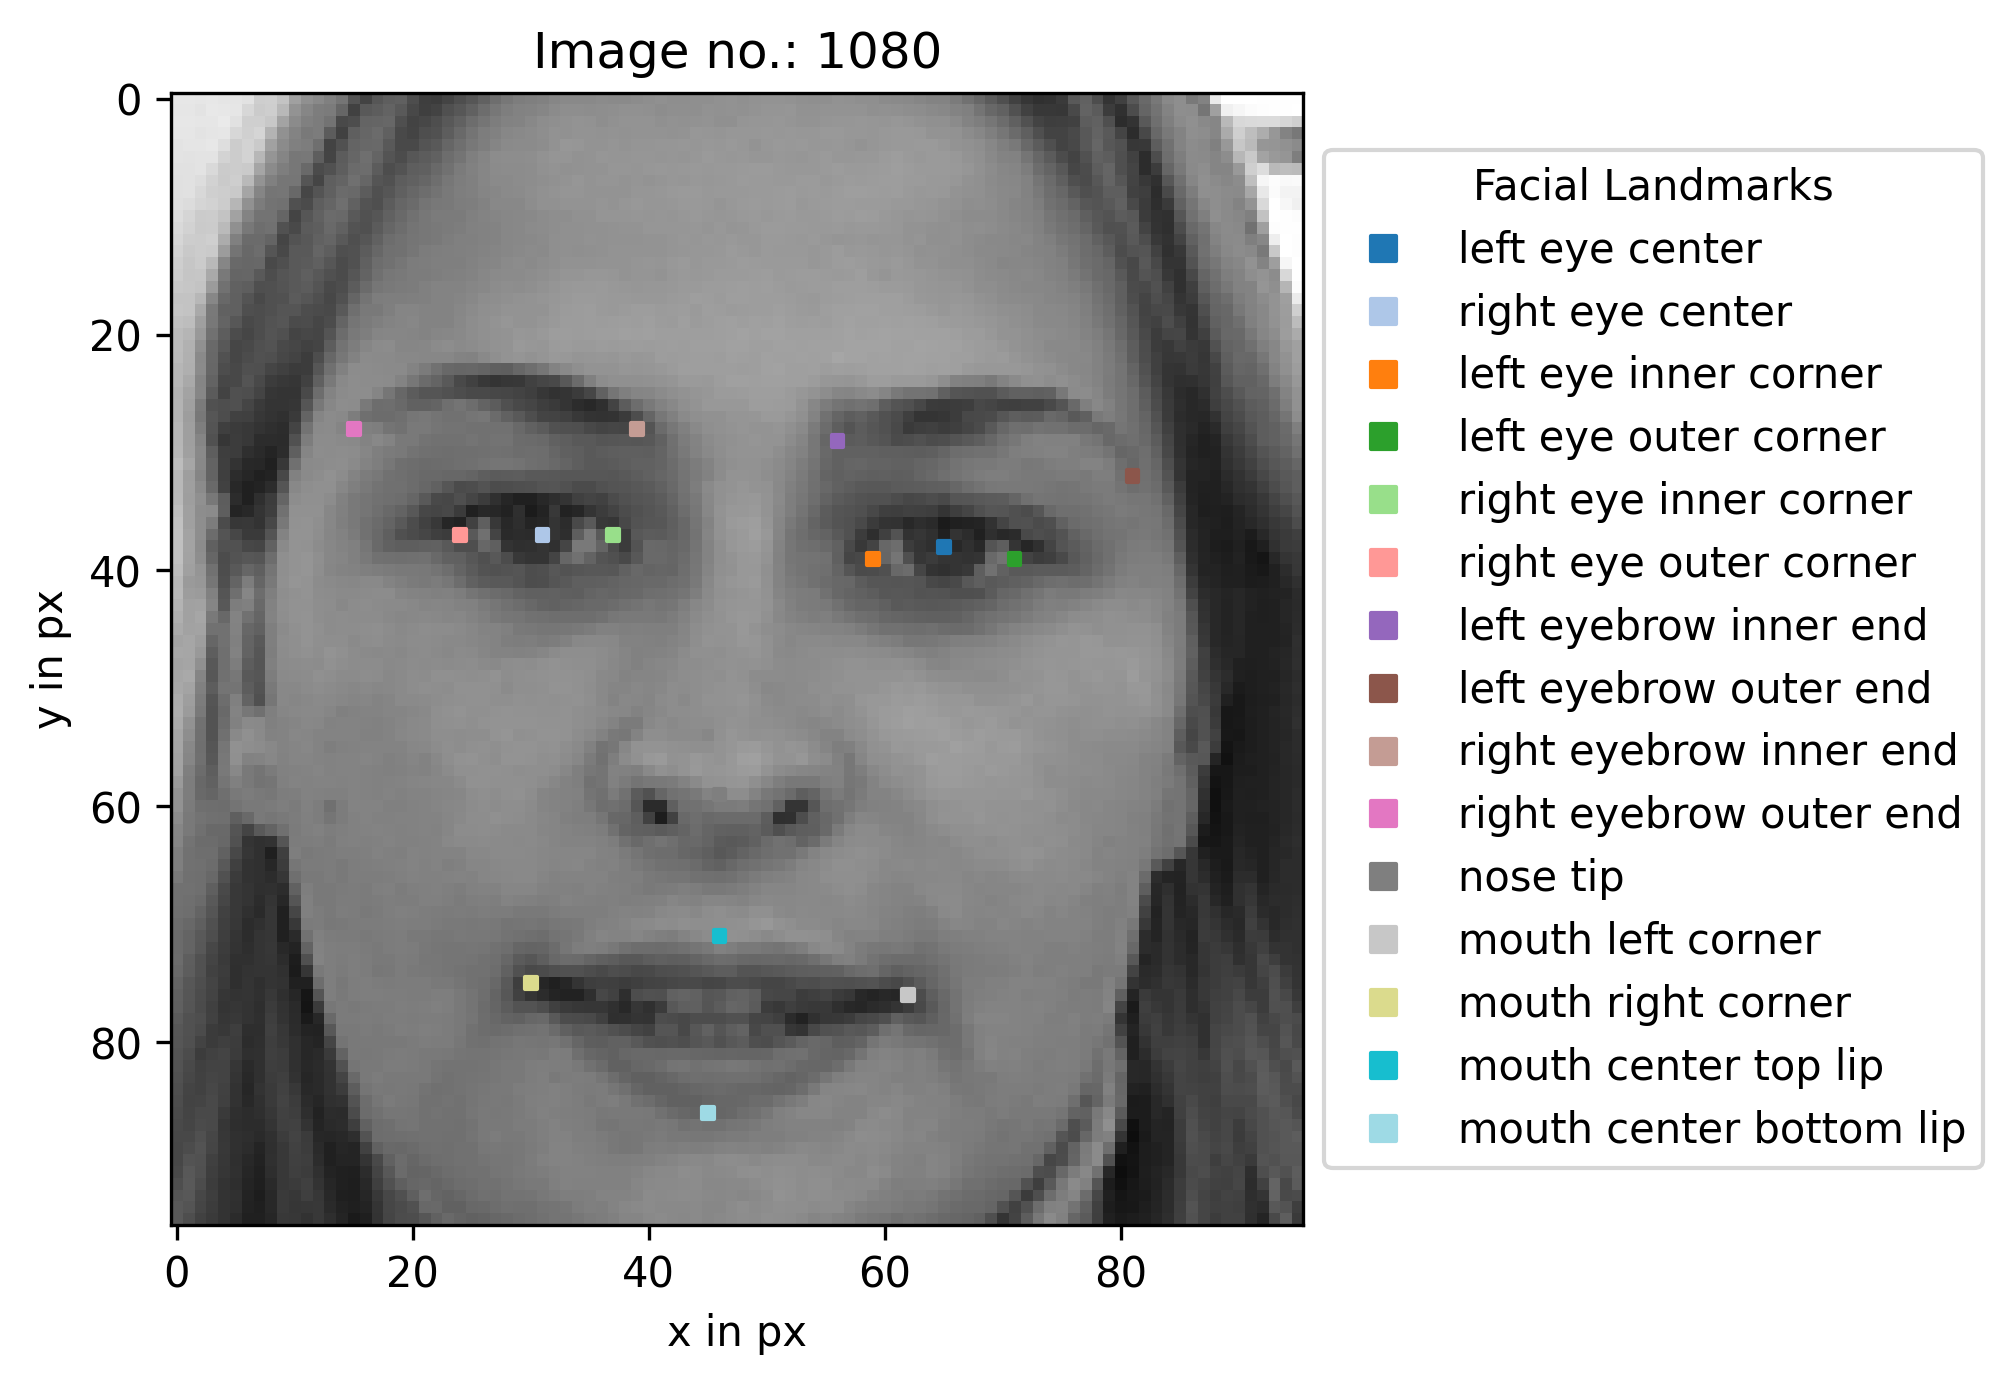 Image no.: 1080
0
20
40
60
80
y in px
0 20 40 60 80
x in px
Facial Landmarks
left eye center
right eye center
left eye inner corner
left eye outer corner
right eye inner corner
right eye outer corner
left eyebrow inner end
left eyebrow outer end
right eyebrow inner end
right eyebrow outer end
nose tip
mouth left corner
mouth right corner
mouth center top lip
mouth center bottom lip